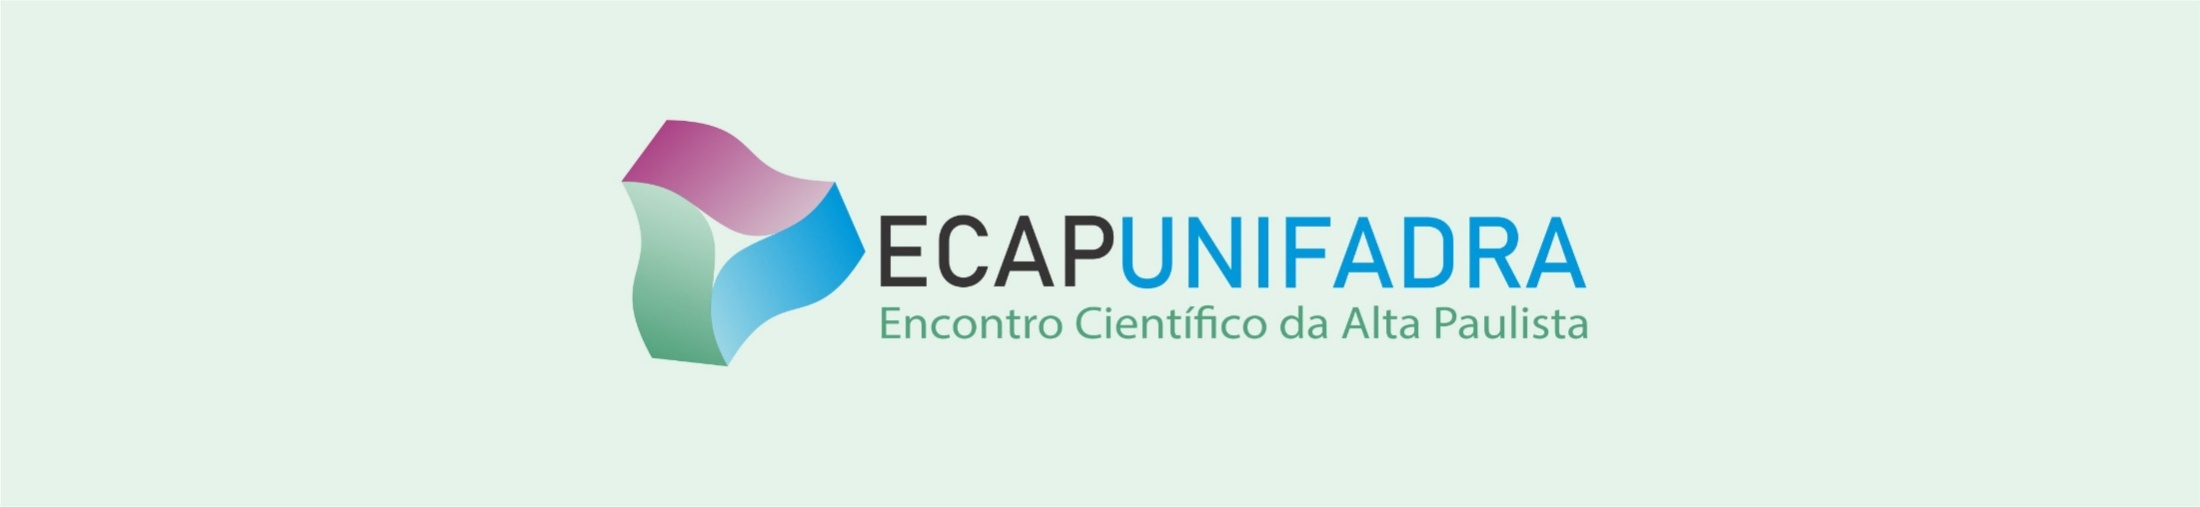 ECAPUNIFADRA
Encontro Científico da Alta Paulista